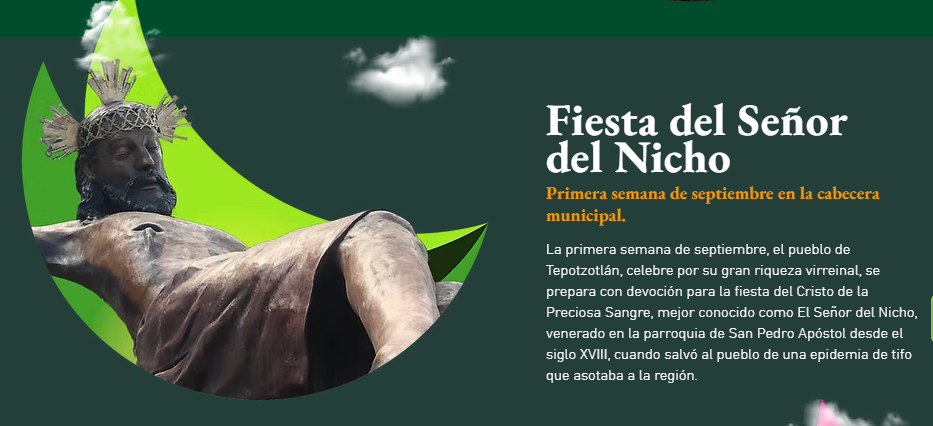 Fiesta del Señor
del Nicho
Primera semana de septiembre en la cabecera
municipal.
La primera semana de septiembre, el pueblo de
Tepotzotlán, celebre por su gran riqueza virreinal, se
prepara con devoción para la fiesta del Cristo de la
Preciosa Sangre, mejor conocido como El Señor del Nicho,
venerado en la parroquia de San Pedro Apóstol desde el
siglo XVIII, cuando salvó al pueblo de una epidemia de tifo
que asotaba a la región.